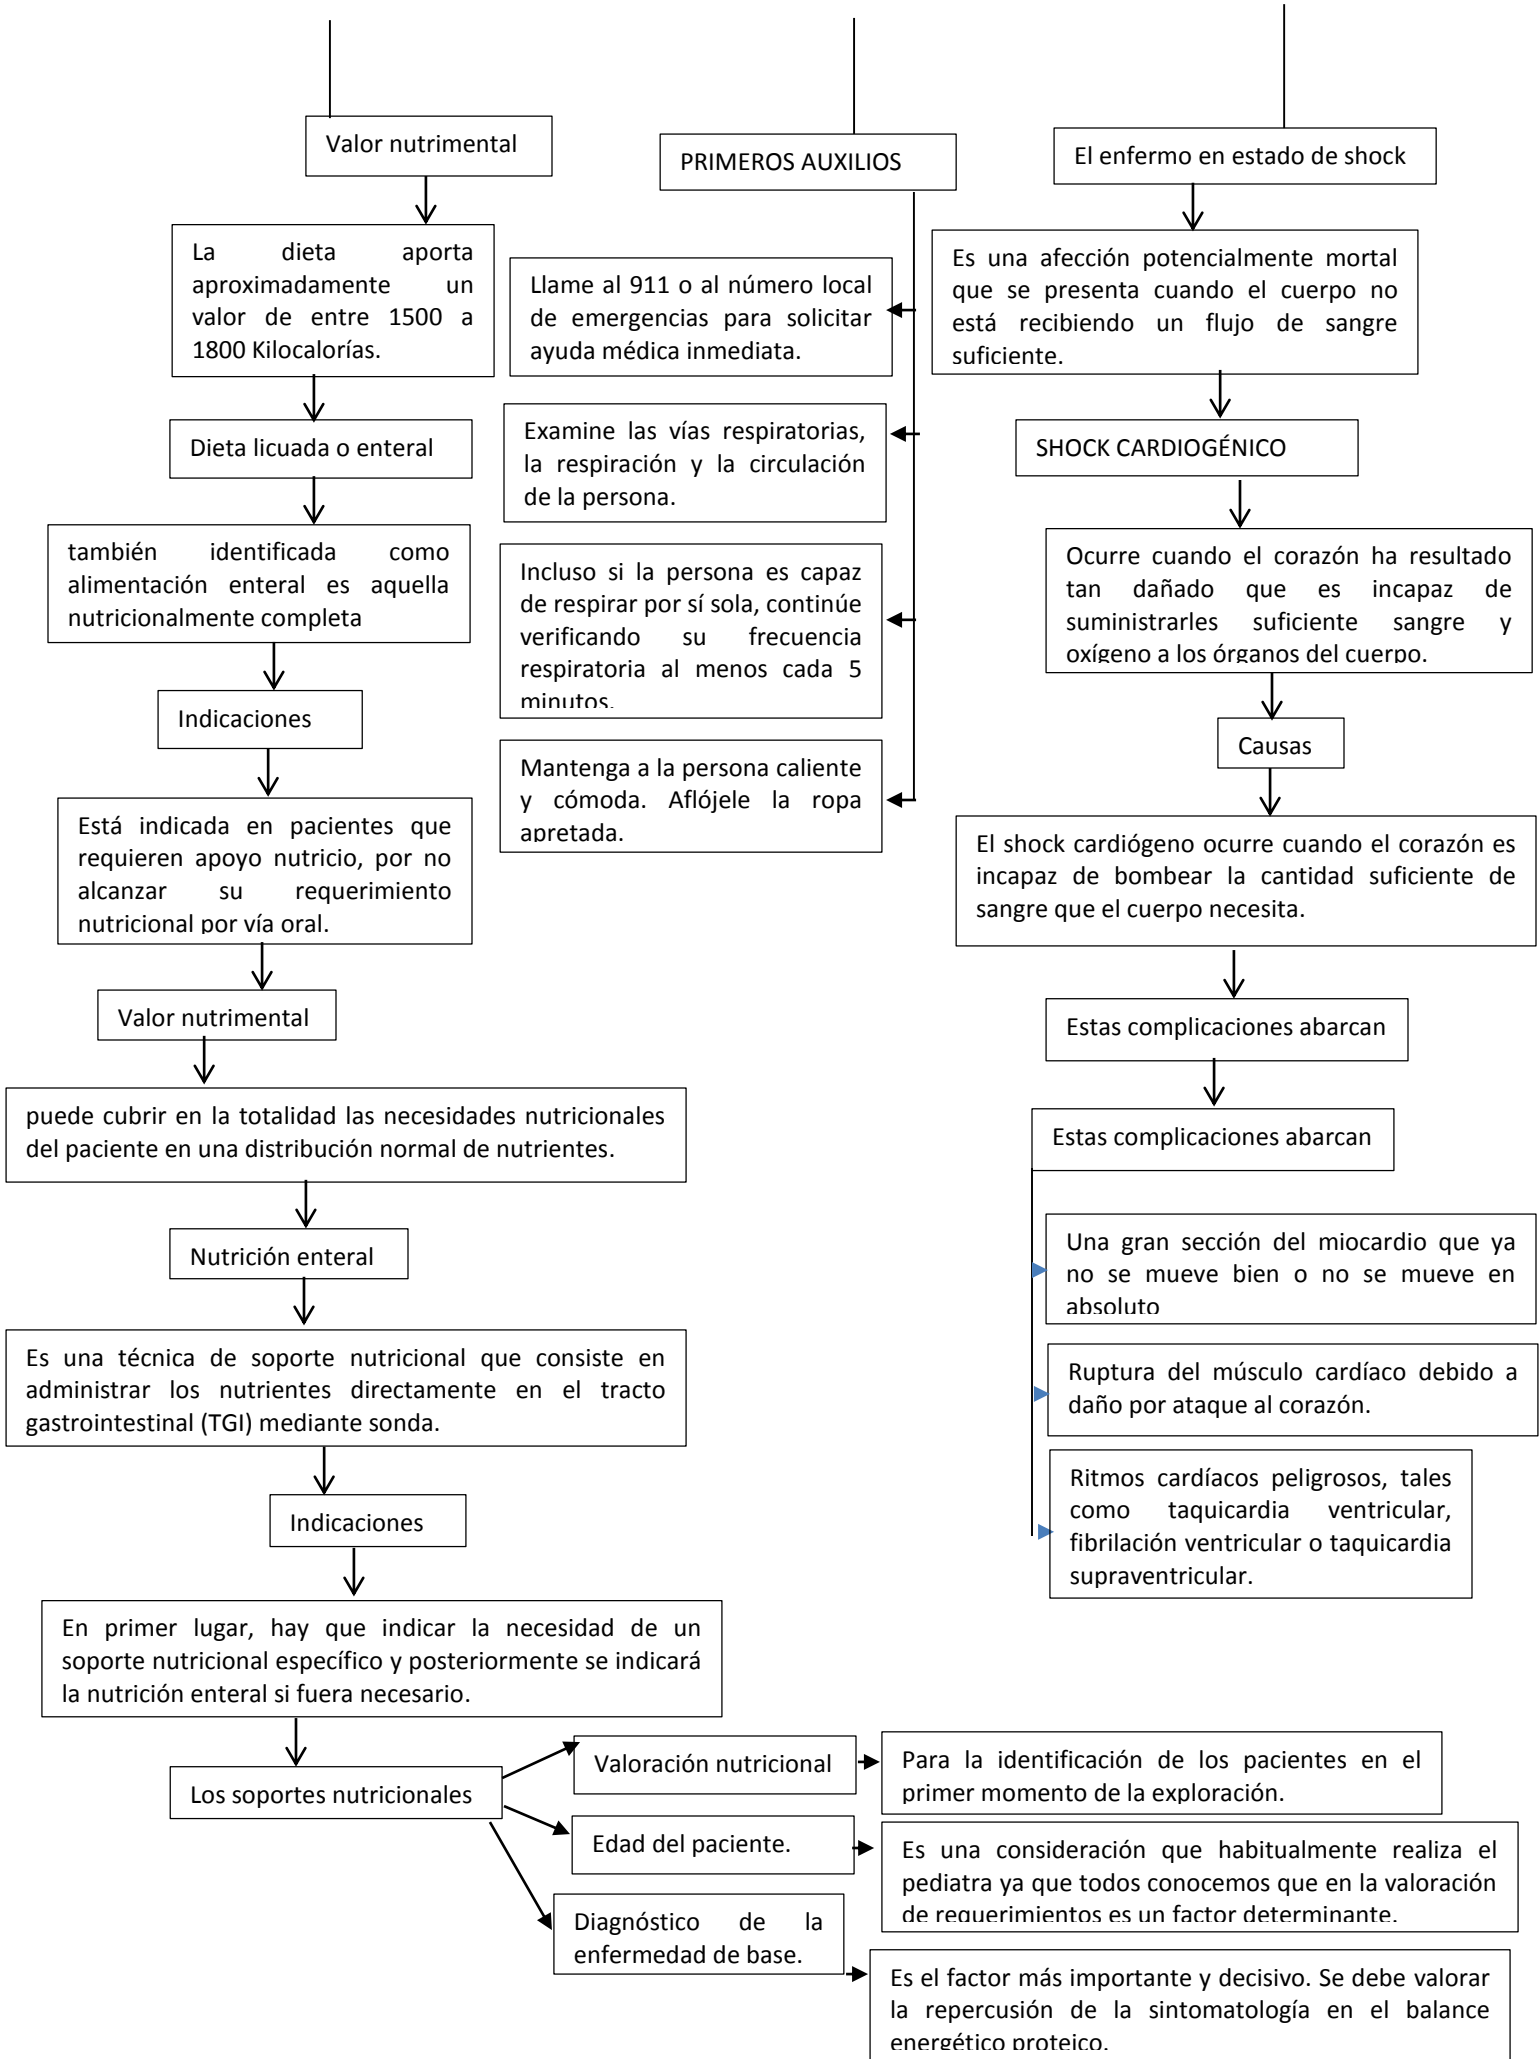 Valor nutrimental
La dieta aporta
aproximadamente un
valor de entre 1500 a
1800 Kilocalorías.
Dieta licuada o enteral
también identificada como
alimentación enteral es aquella
nutricionalmente completa
Indicaciones
Está indicada en pacientes que
requieren apoyo nutricio, por no
alcanzar su requerimiento
nutricional por vía oral.
Valor nutrimental
puede cubrir en la totalidad las necesidades nutricionales
del paciente en una distribución normal de nutrientes.
Nutrición enteral
Es una técnica de soporte nutricional que consiste en
administrar los nutrientes directamente en el tracto
gastrointestinal (TGI) mediante sonda.
Indicaciones
En primer lugar, hay que indicar la necesidad de un
soporte nutricional específico y posteriormente se indicará
la nutrición enteral si fuera necesario.
Los soportes nutricionales
Valoración nutricional
Para la identificación de los pacientes en el
primer momento de la exploración.
Edad del paciente.
Es una consideración que habitualmente realiza el
pediatra ya que todos conocemos que en la valoración
de requerimientos es un factor determinante.
Diagnóstico de la
enfermedad de base.
Es el factor más importante y decisivo. Se debe valorar
la repercusión de la sintomatología en el balance
energético proteico.
PRIMEROS AUXILIOS
Llame al 911 o al número local
de emergencias para solicitar
ayuda médica inmediata.
Examine las vías respiratorias,
la respiración y la circulación
de la persona.
Incluso si la persona es capaz
de respirar por sí sola, continúe
verificando su frecuencia
respiratoria al menos cada 5
minutos.
Mantenga a la persona caliente
y cómoda. Aflójele la ropa
apretada.
El enfermo en estado de shock
Es una afección potencialmente mortal
que se presenta cuando el cuerpo no
está recibiendo un flujo de sangre
suficiente.
SHOCK CARDIOGÉNICO
Ocurre cuando el corazón ha resultado
tan dañado que es incapaz de
suministrarles suficiente sangre y
oxígeno a los órganos del cuerpo.
Causas
El shock cardiógeno ocurre cuando el corazón es
incapaz de bombear la cantidad suficiente de
sangre que el cuerpo necesita.
Estas complicaciones abarcan
Estas complicaciones abarcan
Una gran sección del miocardio que ya
no se mueve bien o no se mueve en
absoluto
Ruptura del músculo cardíaco debido a
daño por ataque al corazón.
Ritmos cardíacos peligrosos, tales
como taquicardia ventricular,
fibrilación ventricular o taquicardia
supraventricular.